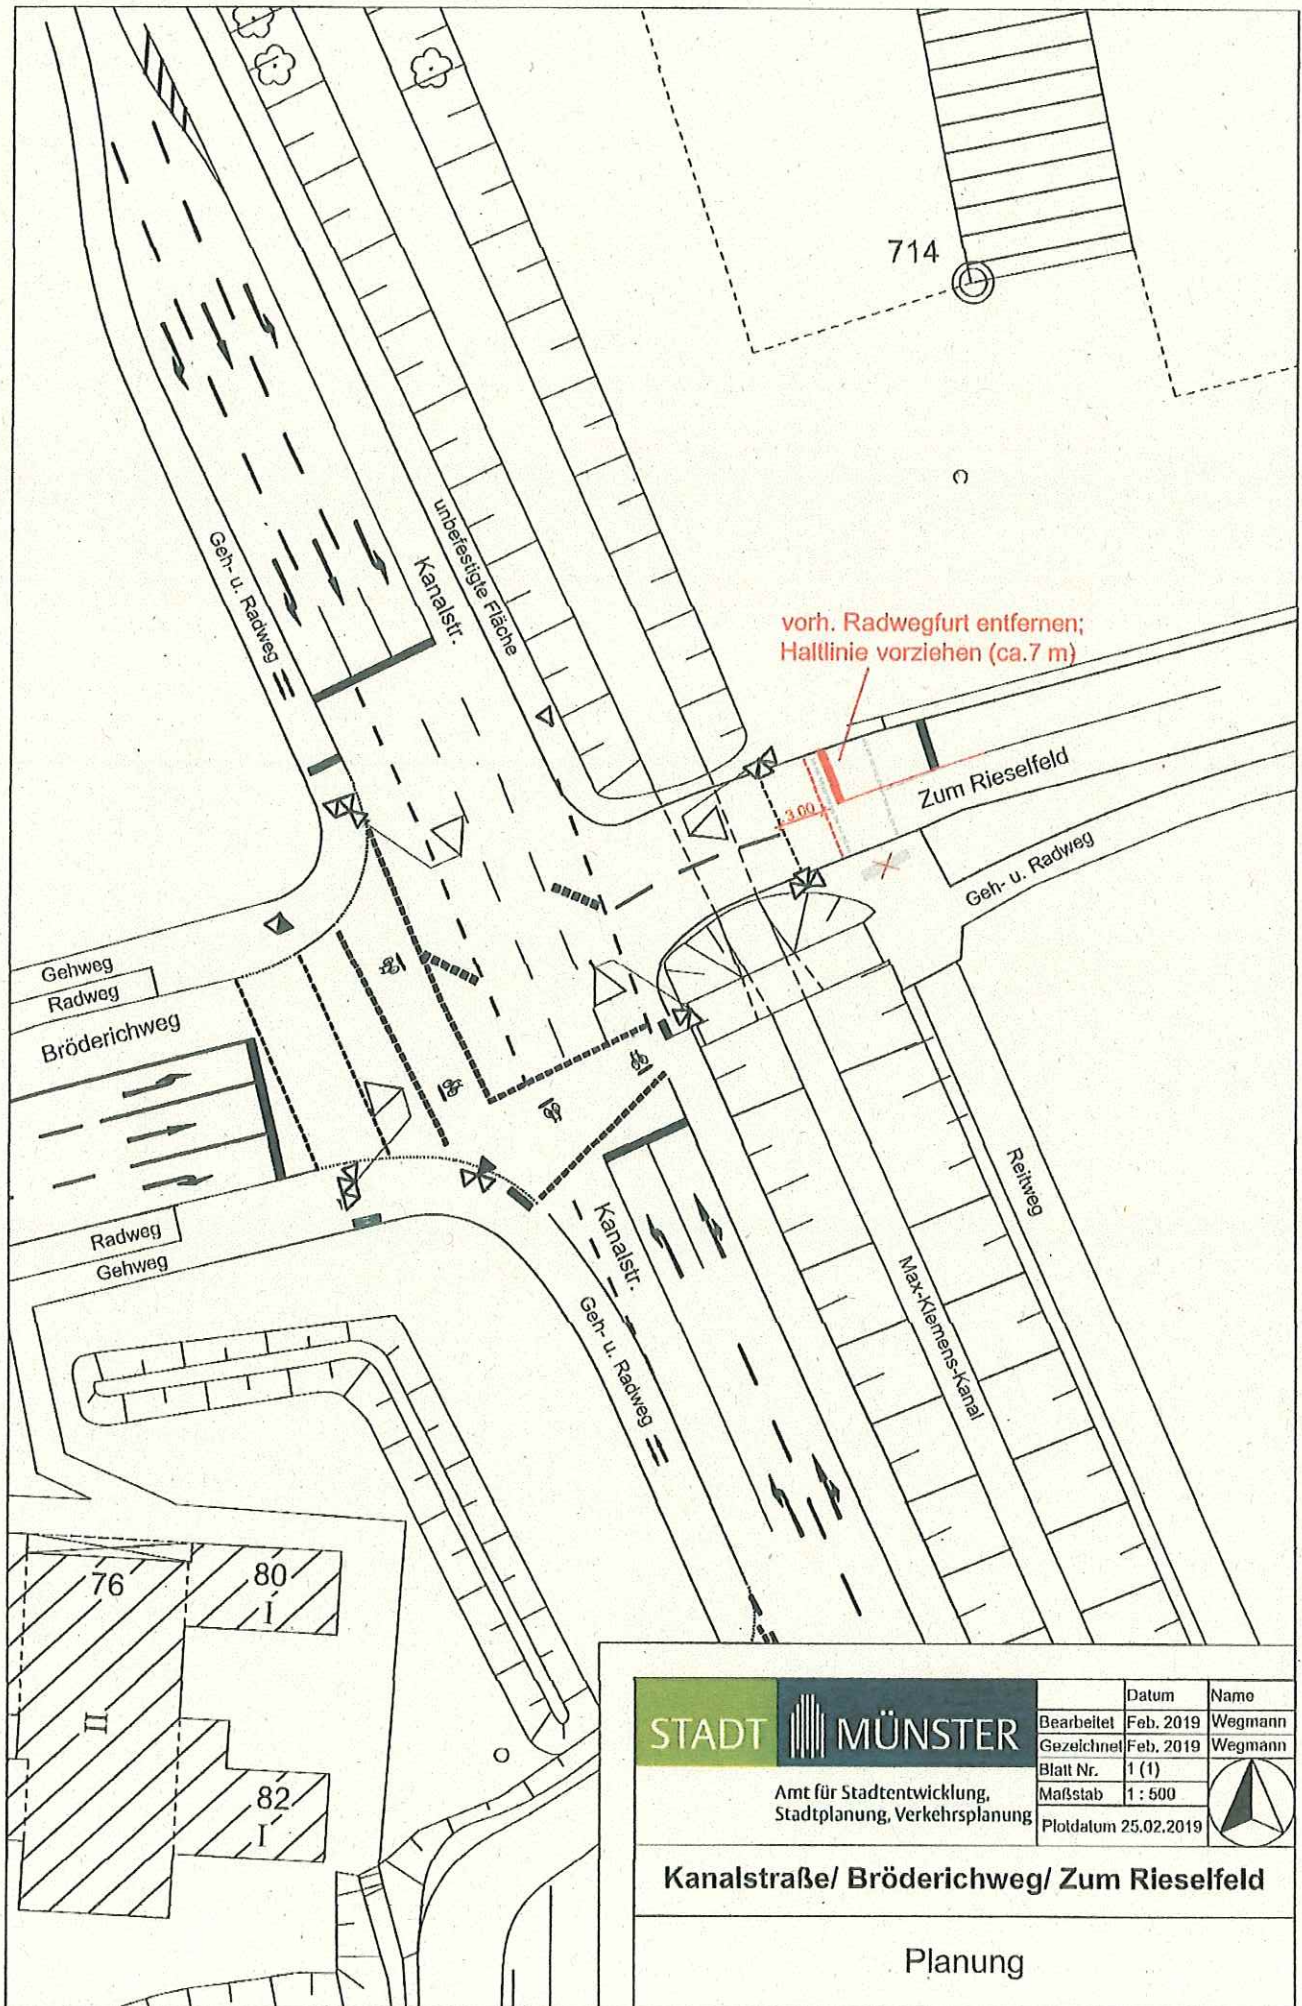 714
unbefestigte Fläche
Kanalstr.
Geh- u. Radweg
vorh. Radwegfurt entfernen;
Haltlinie vorziehen (ca.7 m)
Zum Rieselfeld
3.00
Geh- u. Radweg
Gehweg
Radweg
Bröderichweg
Radweg
Gehweg
Kanalstr.
Geh- u. Radweg
Reitweg
Max-Klemens-Kanal
76
80
I
II
82
I
STADT MÜNSTER
Amt für Stadtentwicklung,
Stadtplanung, Verkehrsplanung
Datum Name
Bearbeitet Feb. 2019 Wegmann
Gezeichnet Feb. 2019 Wegmann
Blatt Nr. 1 (1)
Maßstab 1 : 500
Plotdatum 25.02.2019
Kanalstraße/ Bröderichweg/ Zum Rieselfeld
Planung